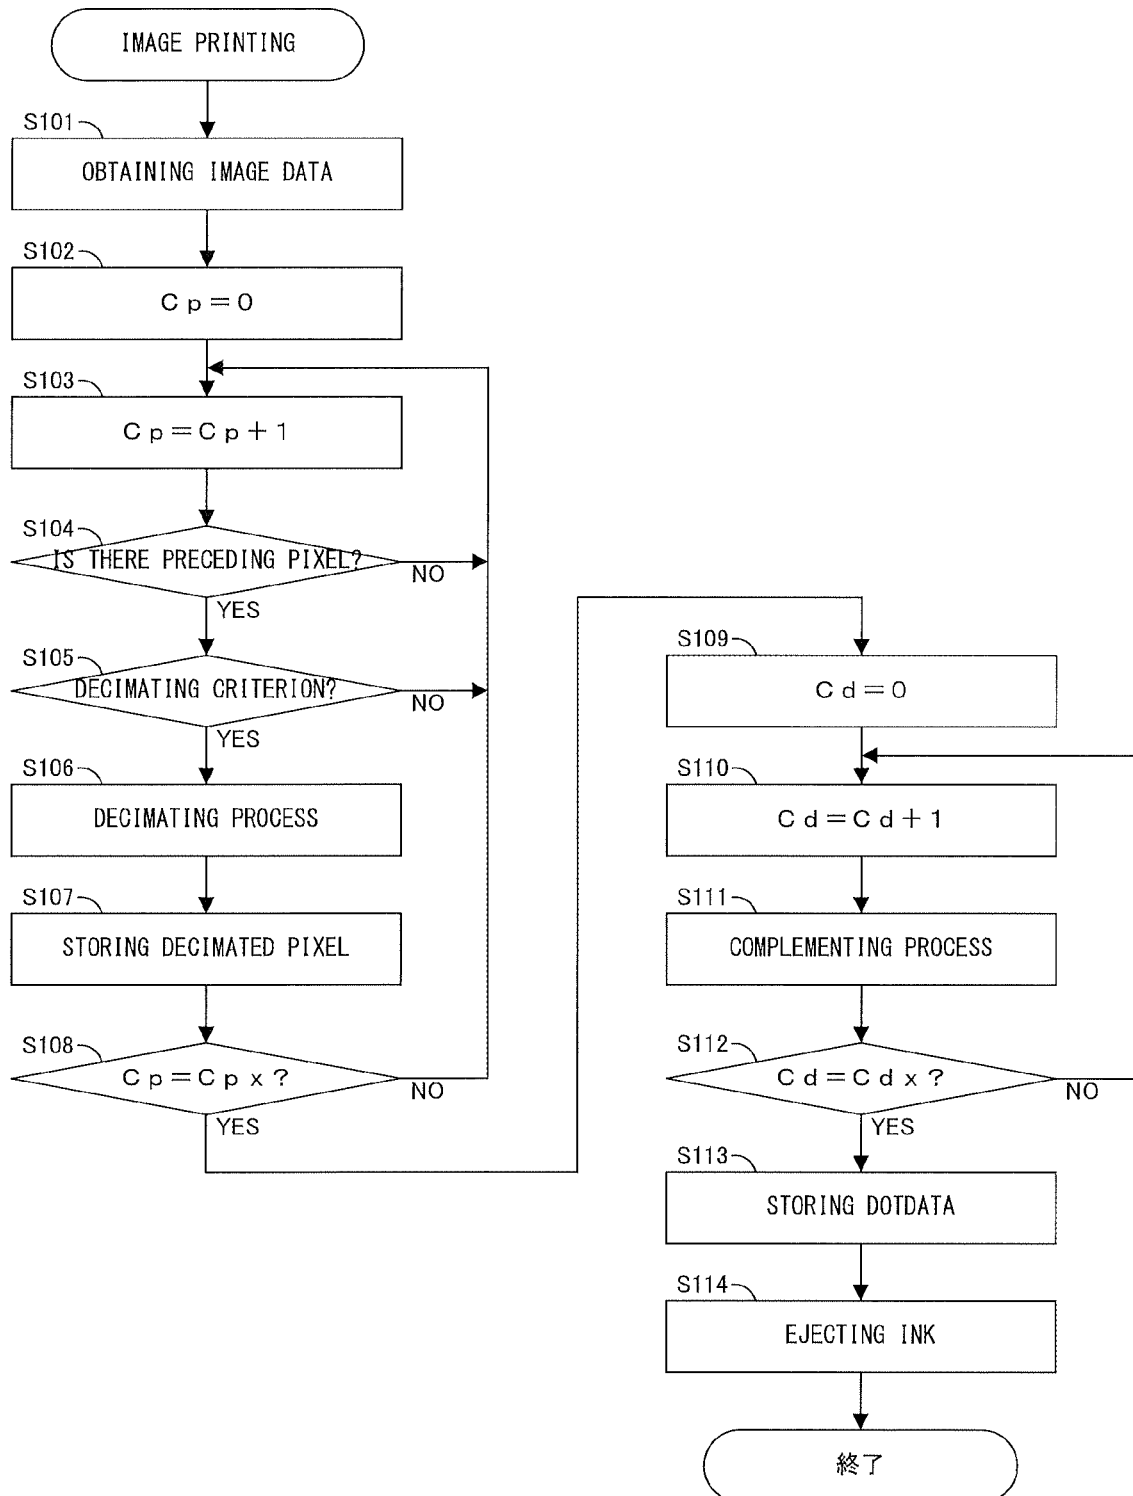 IMAGE PRINTING
S101
OBTAINING IMAGE DATA
S102
Cp=0
S103
Cp=Cp+1
S104
IS THERE PRECEDING PIXEL?
NO
YES
S105
DECIMATING CRITERION?
NO
YES
S106
DECIMATING PROCESS
S107
STORING DECIMATED PIXEL
S108
Cp=Cpx?
NO
YES
S109
Cd=0
S110
Cd=Cd+1
S111
COMPLEMENTING PROCESS
S112
Cd=Cdx?
NO
YES
S113
STORING DOTDATA
S114
EJECTING INK
終了